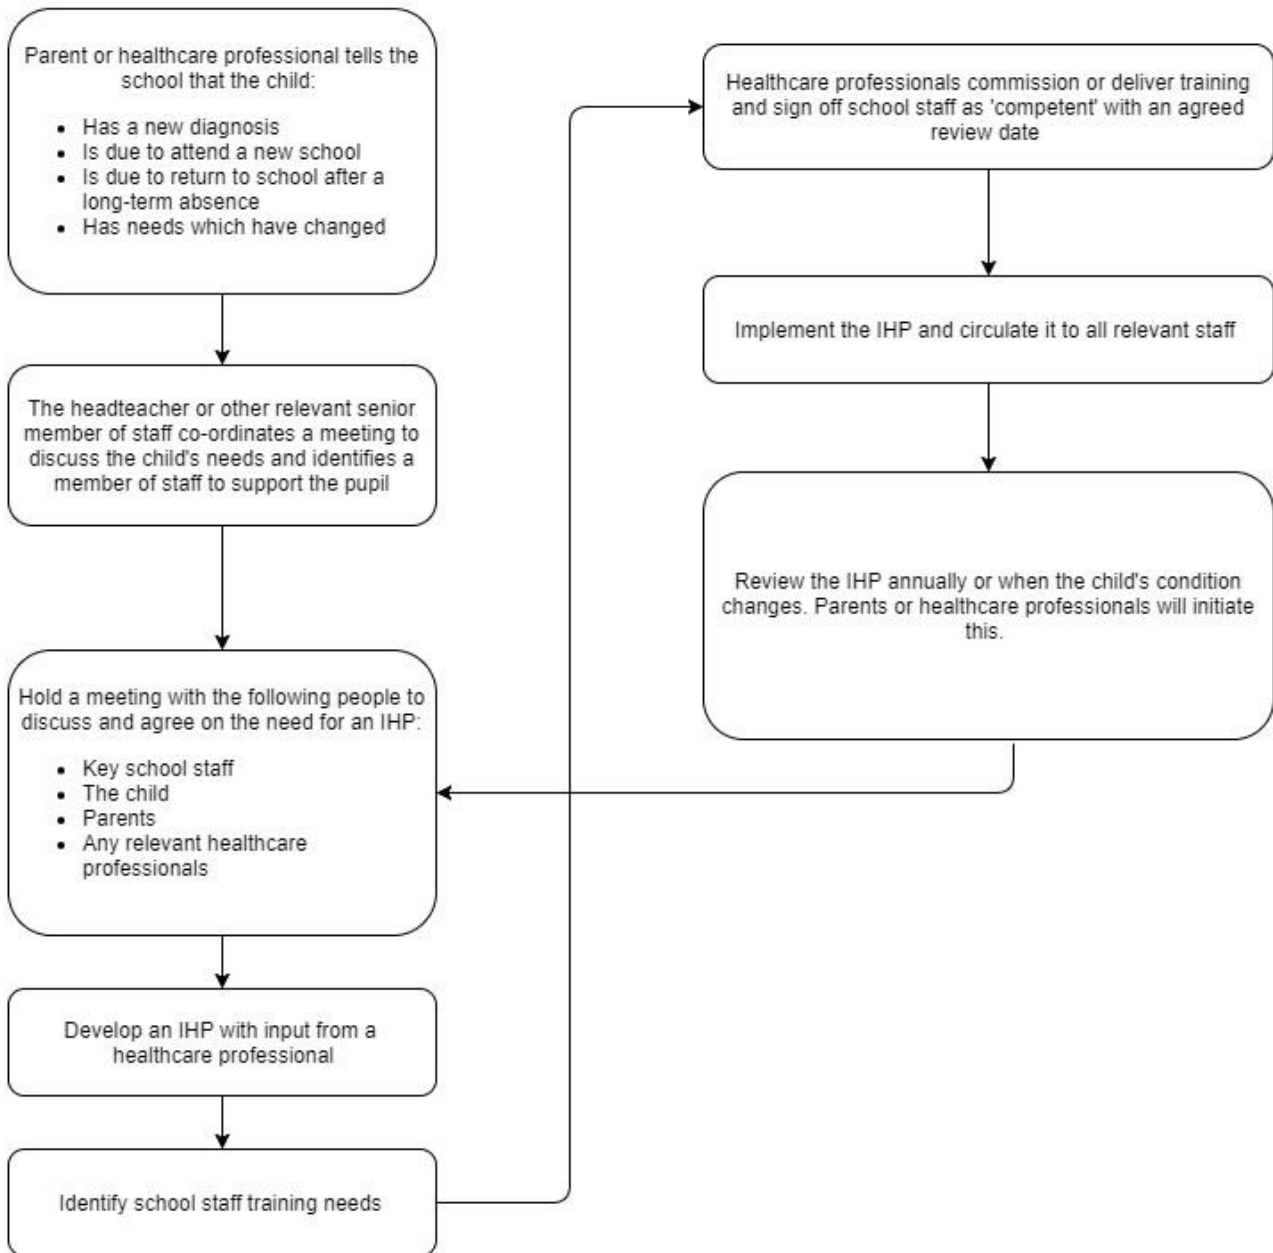 Parent or healthcare professional tells the
school that the child:
• Has a new diagnosis
• Is due to attend a new school
• Is due to return to school after a
long-term absence
• Has needs which have changed
The headteacher or other relevant senior
member of staff co-ordinates a meeting to
discuss the child's needs and identifies a
member of staff to support the pupil
Hold a meeting with the following people to
discuss and agree on the need for an IHP:
• Key school staff
• The child
• Parents
• Any relevant healthcare
professionals
Develop an IHP with input from a
healthcare professional
Identify school staff training needs
Healthcare professionals commission or deliver training
and sign off school staff as 'competent' with an agreed
review date
Implement the IHP and circulate it to all relevant staff
Review the IHP annually or when the child's condition
changes. Parents or healthcare professionals will initiate
this.